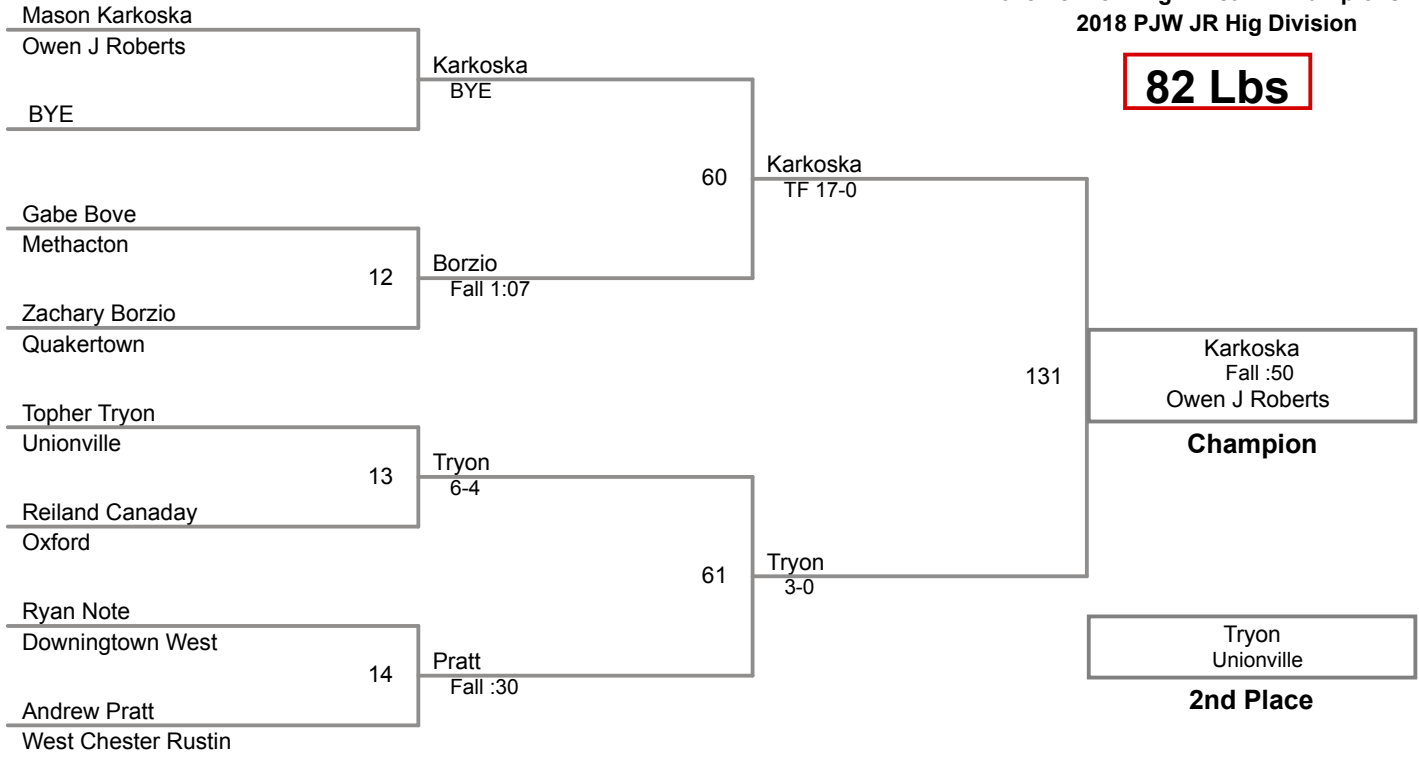 2018 PJW JR Hig Division
82 Lbs
Mason Karkoska
Owen J Roberts
BYE
Karkoska
BYE
Gabe Bove
Methacton
12
Zachary Borzio
Quakertown
Borzio
Fall 1:07
60
Karkoska
TF 17-0
Topher Tryon
Unionville
13
Reiland Canaday
Oxford
Tryon
6-4
Ryan Note
Downingtown West
14
Andrew Pratt
West Chester Rustin
Pratt
Fall :30
61
Tryon
3-0
131
Karkoska
Fall :50
Owen J Roberts
Champion
Tryon
Unionville
2nd Place